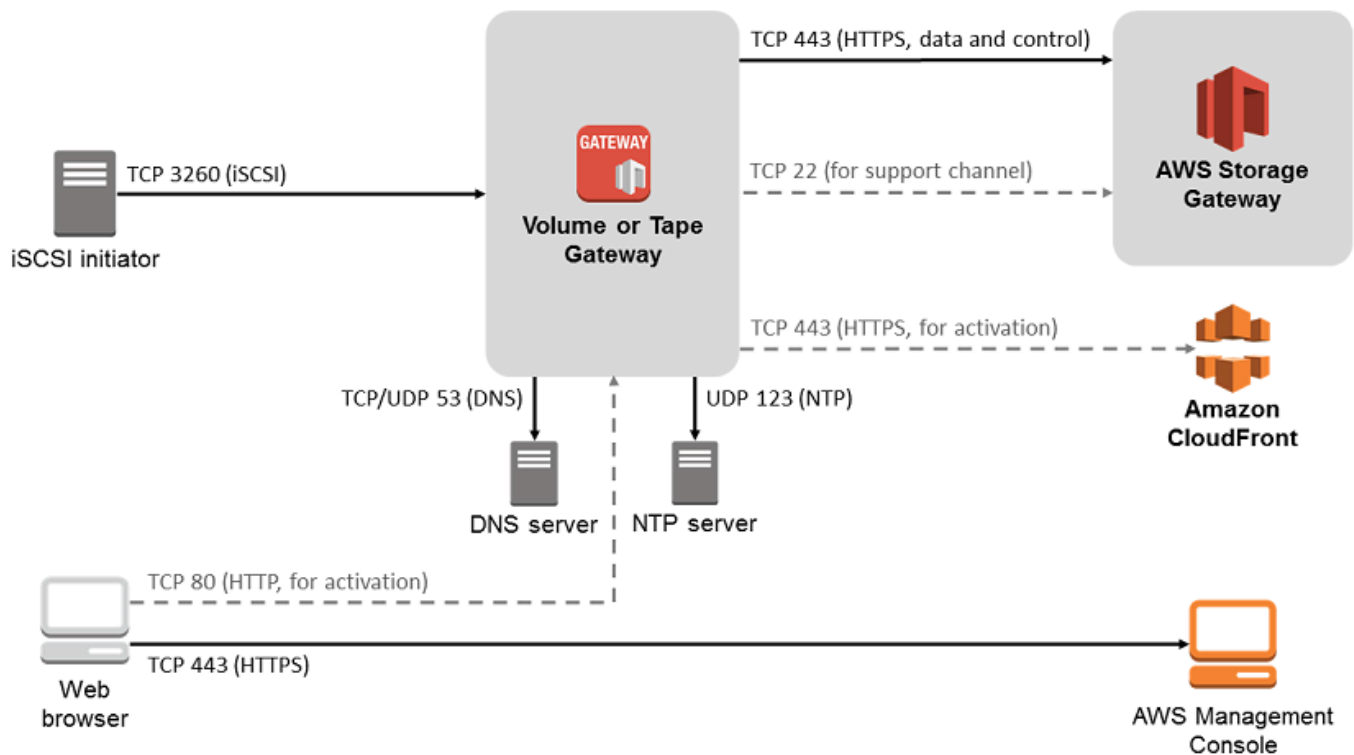 TCP 443 (HTTPS, data and control)
GATEWAY
TCP 3260 (iSCSI)
TCP 22 (for support channel)
AWS Storage
Gateway
Volume or Tape
Gateway
iSCSI initiator
TCP 443 (HTTPS, for activation)
TCP/UDP 53 (DNS)
UDP 123 (NTP)
Amazon
CloudFront
DNS server
NTP server
TCP 80 (HTTP, for activation)
TCP 443 (HTTPS)
Web
browser
AWS Management
Console